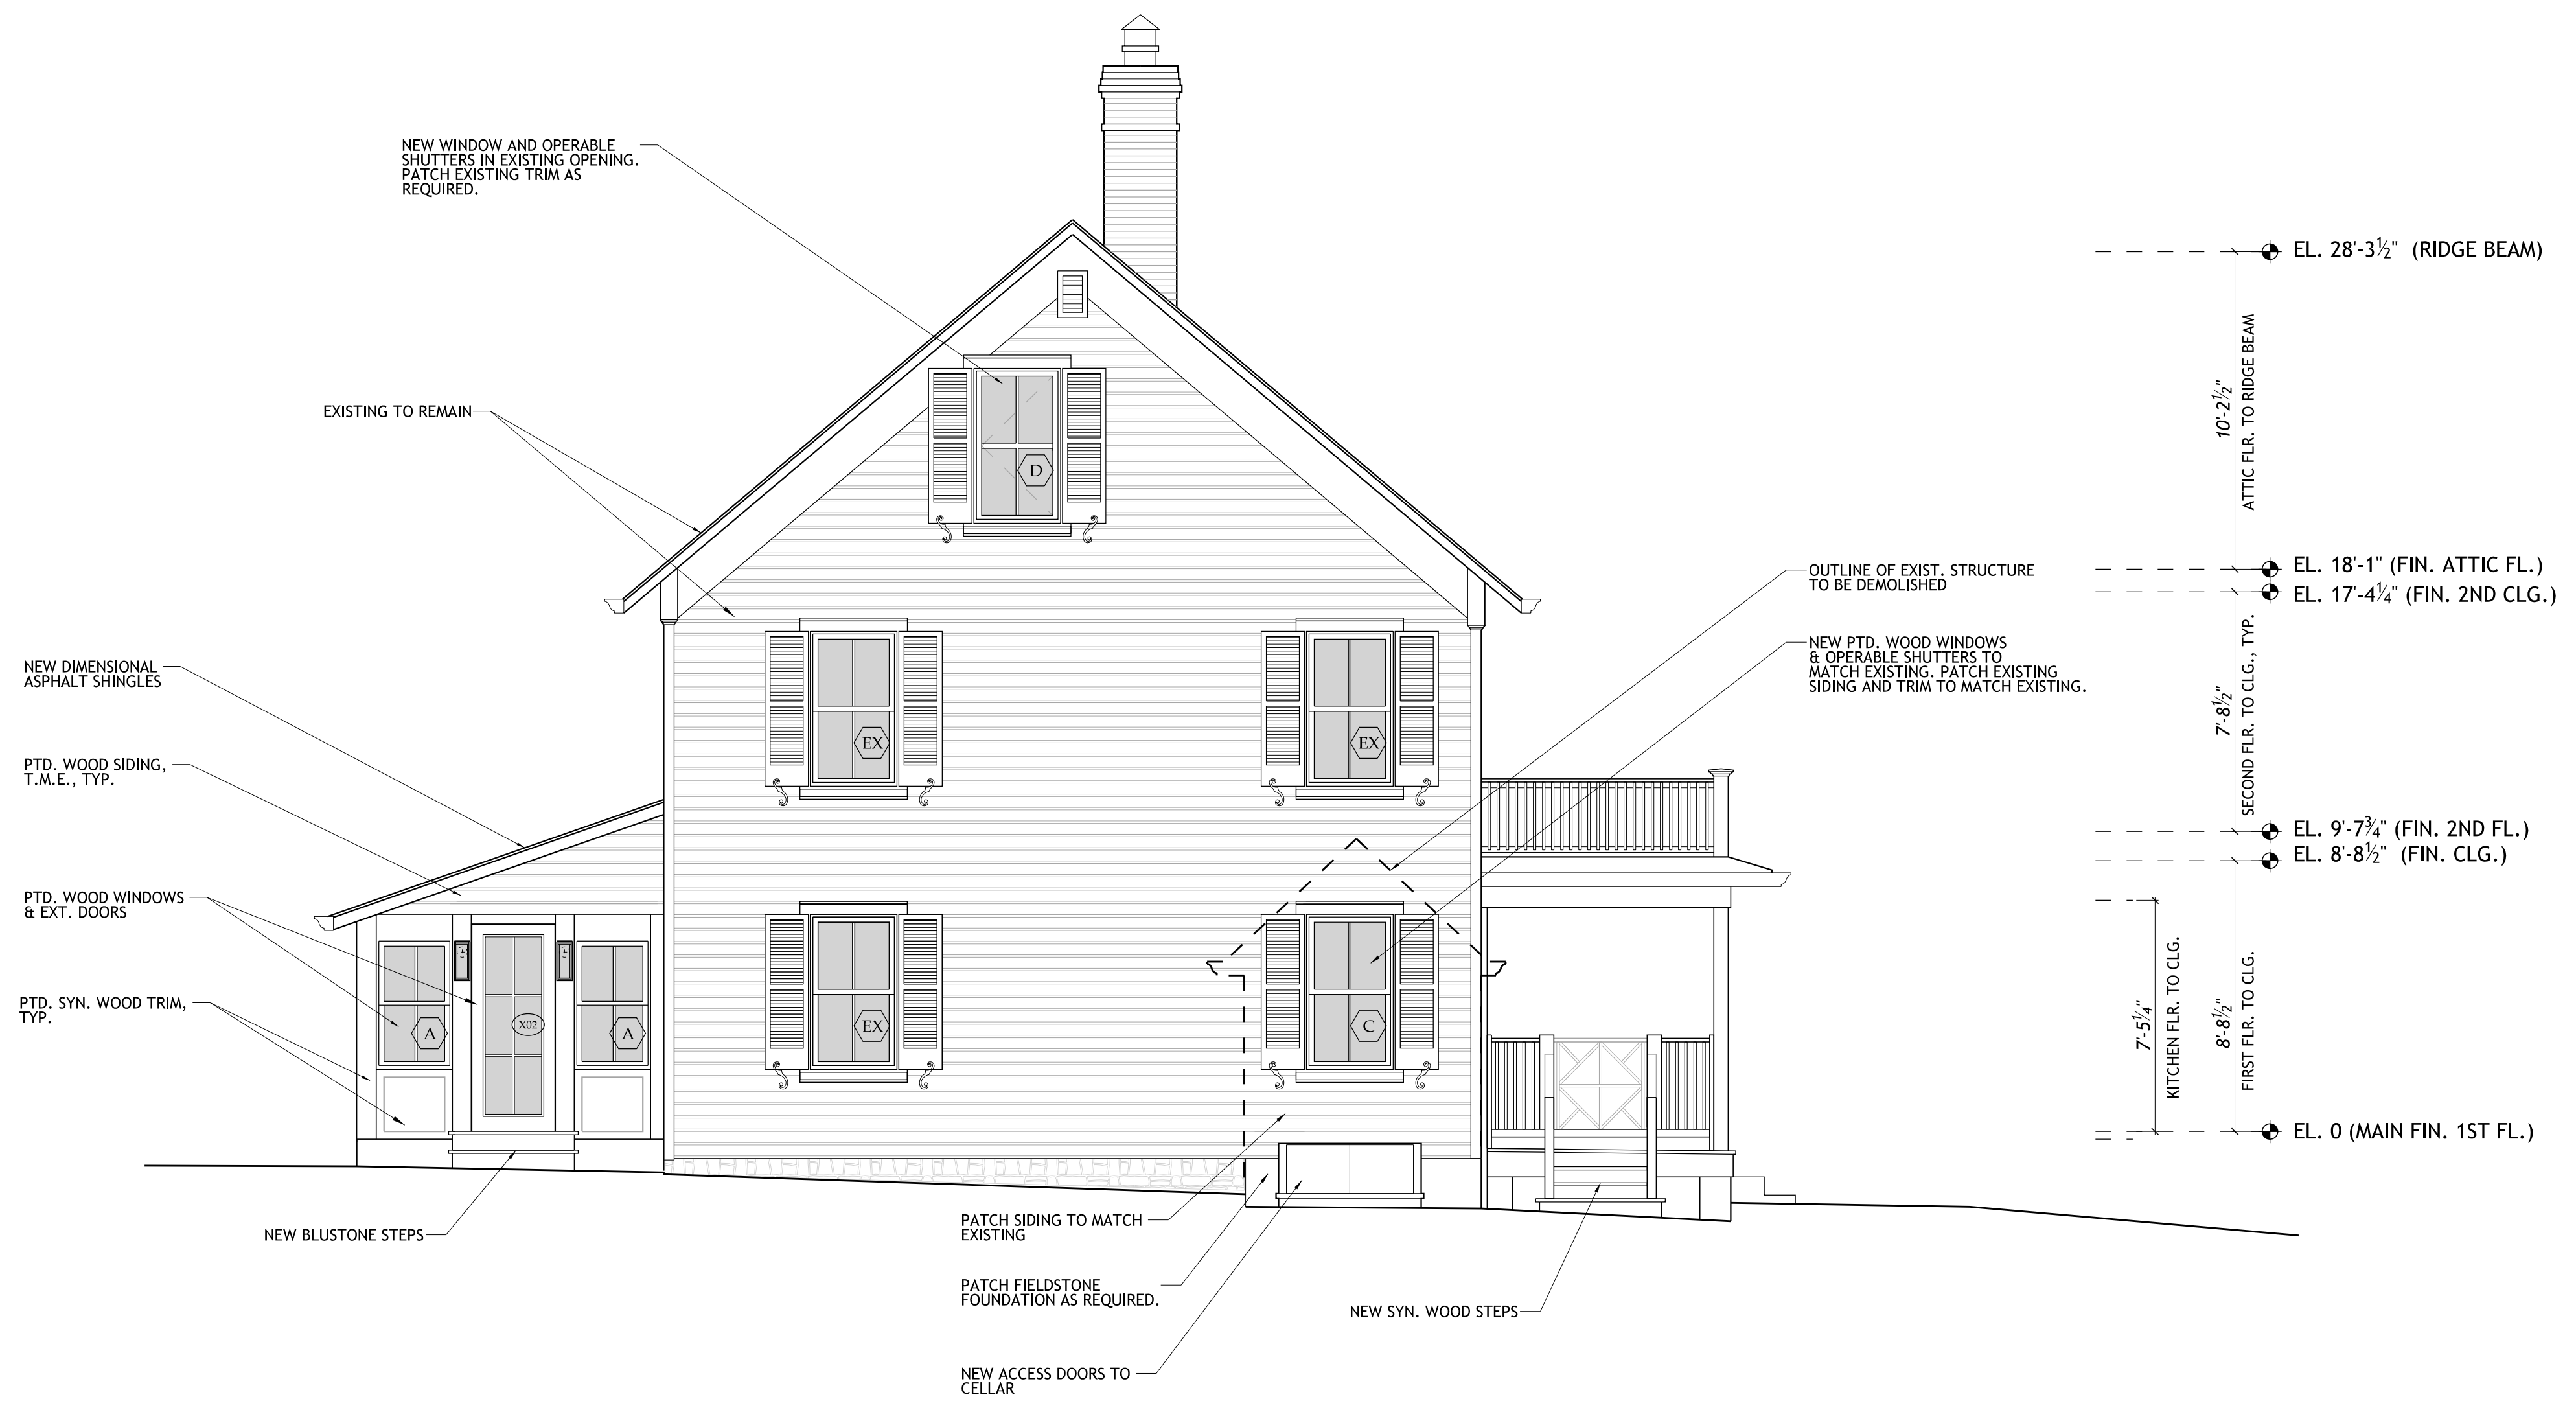 NEW WINDOW AND OPERABLE
SHUTTERS IN EXISTING OPENING.
PATCH EXISTING TRIM AS
REQUIRED.
EXISTING TO REMAIN
NEW DIMENSIONAL
ASPHALT SHINGLES
PTD. WOOD SIDING,
T.M.E., TYP.
PTD. WOOD WINDOWS
& EXT. DOORS
PTD. SYN. WOOD TRIM,
TYP.
NEW BLUSTONE STEPS
D
EX
EX
EX
C
A
X02
A
OUTLINE OF EXIST. STRUCTURE
TO BE DEMOLISHED
NEW PTD. WOOD WINDOWS
& OPERABLE SHUTTERS TO
MATCH EXISTING. PATCH EXISTING
SIDING AND TRIM TO MATCH EXISTING.
PATCH SIDING TO MATCH
EXISTING
PATCH FIELDSTONE
FOUNDATION AS REQUIRED.
NEW ACCESS DOORS TO
CELLAR
NEW SYN. WOOD STEPS
EL. 28'-3½" (RIDGE BEAM)
10'-2½"
ATTIC FLR. TO RIDGE BEAM
EL. 18'-1" (FIN. ATTIC FL.)
EL. 17'-4¼" (FIN. 2ND CLG.)
7'-8½"
SECOND FLR. TO CLG., TYP.
EL. 9'-7¾" (FIN. 2ND FL.)
EL. 8'-8½" (FIN. CLG.)
7'-5¼"
KITCHEN FLR. TO CLG.
8'-8½"
FIRST FLR. TO CLG.
EL. 0 (MAIN FIN. 1ST FL.)